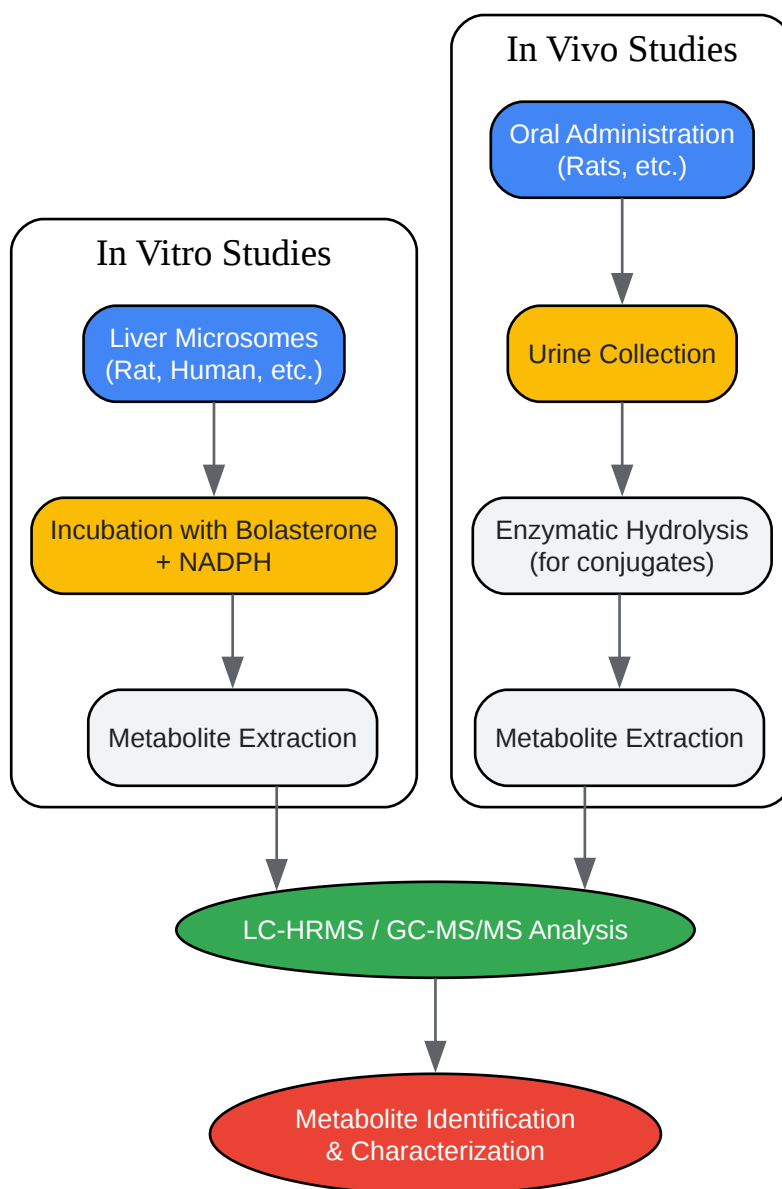 In Vitro Studies
Liver Microsomes
(Rat, Human, etc.)
Incubation with Bolasterone
+ NADPH
Metabolite Extraction
In Vivo Studies
Oral Administration
(Rats, etc.)
Urine Collection
Enzymatic Hydrolysis
(for conjugates)
Metabolite Extraction
LC-HRMS / GC-MS/MS Analysis
Metabolite Identification
& Characterization